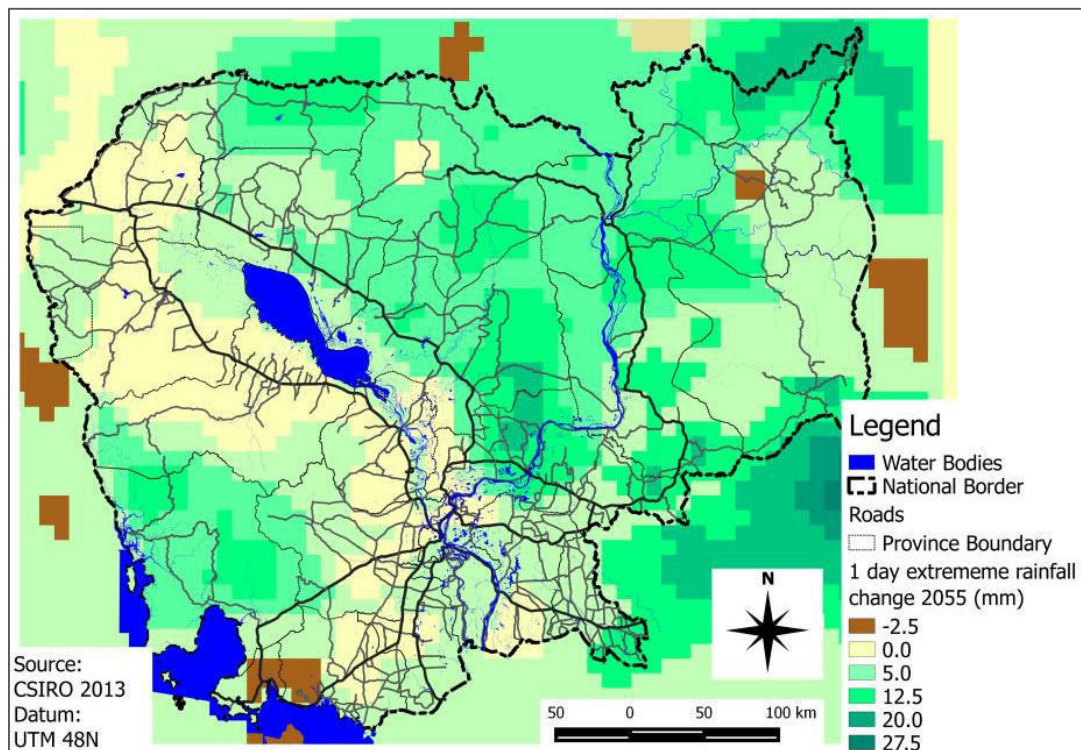 Legend
Water Bodies
National Border
Roads
Province Boundary
1 day extrememe rainfall
change 2055 (mm)
-2.5
0.0
5.0
12.5
20.0
27.5
N
Source:
CSIRO 2013
Datum:
UTM 48N
50 0 50 100 km